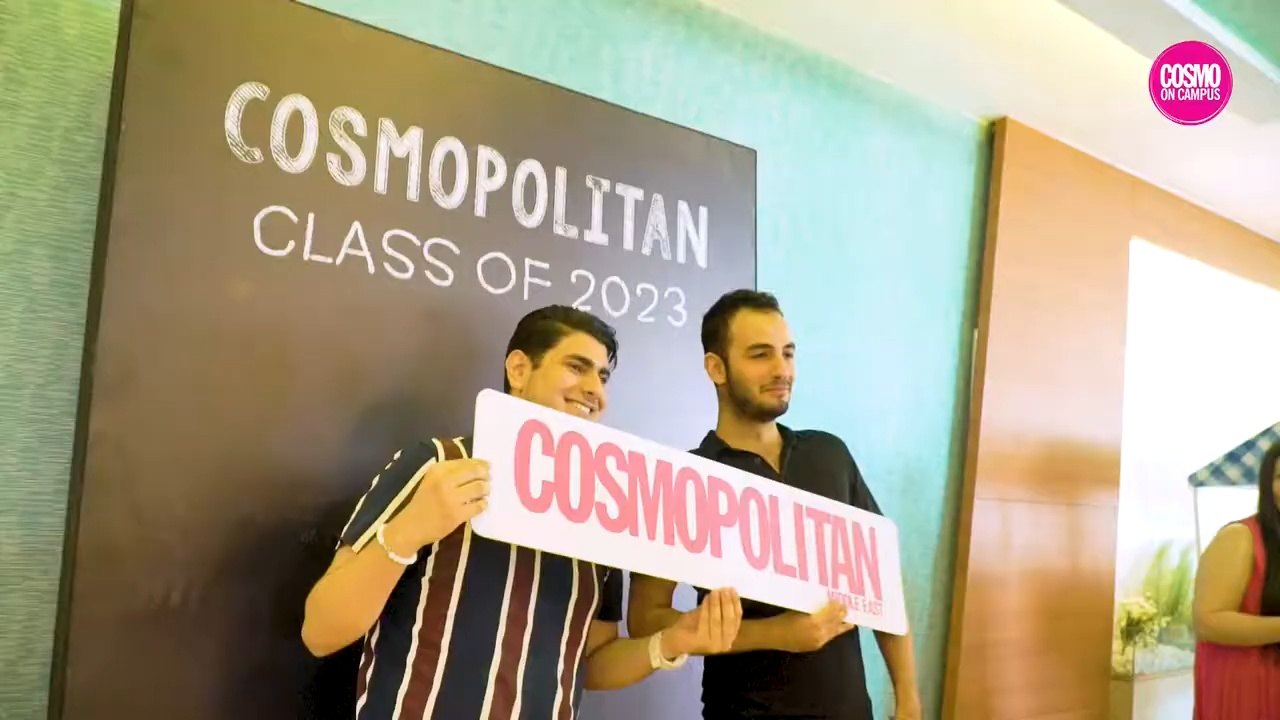 COSMO
ON CAMPUS
COSMOPOLITAN
CLASS OF 2023
COSMOPOLITAN
MIDDLE EAST